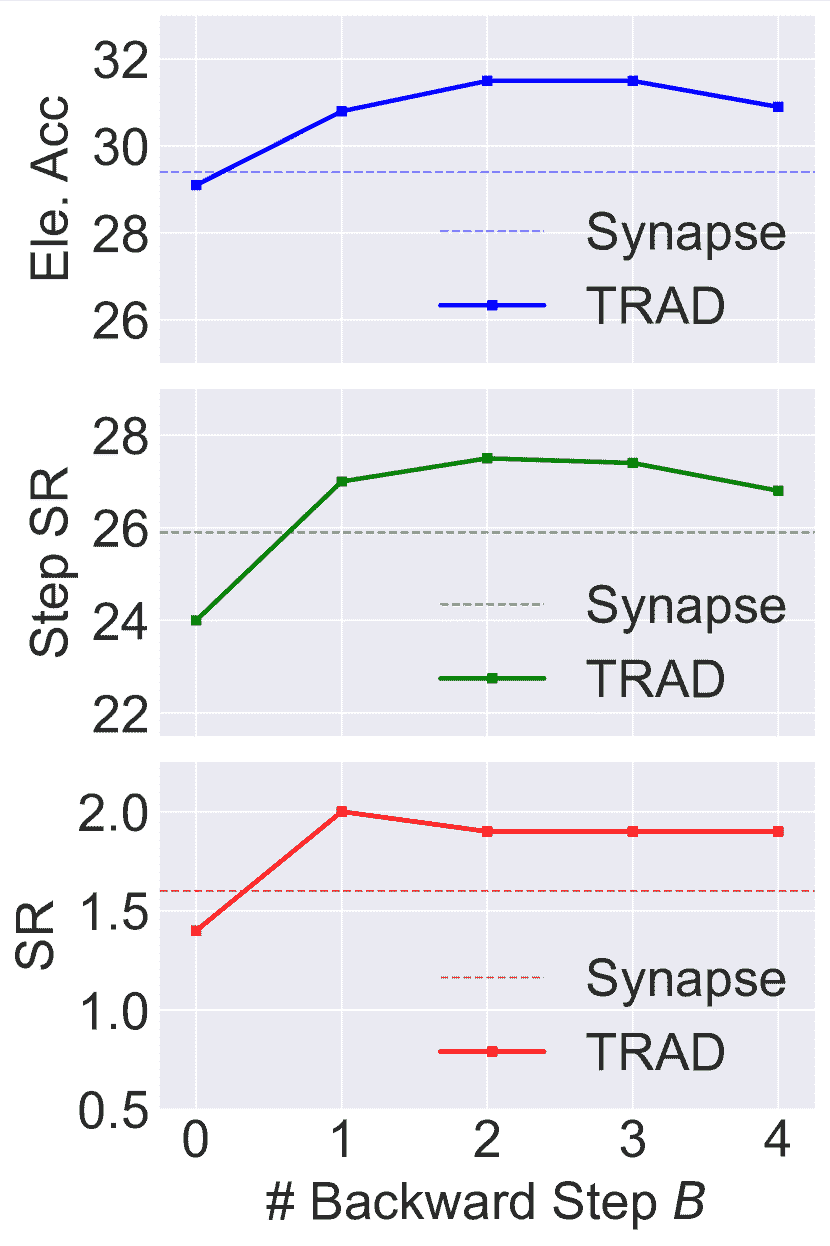 32
30
28
26
Ele. Acc
Synapse
TRAD
28
26
24
22
Step SR
Synapse
TRAD
2.0
1.5
1.0
0.5
SR
Synapse
TRAD
0 1 2 3 4
# Backward Step B